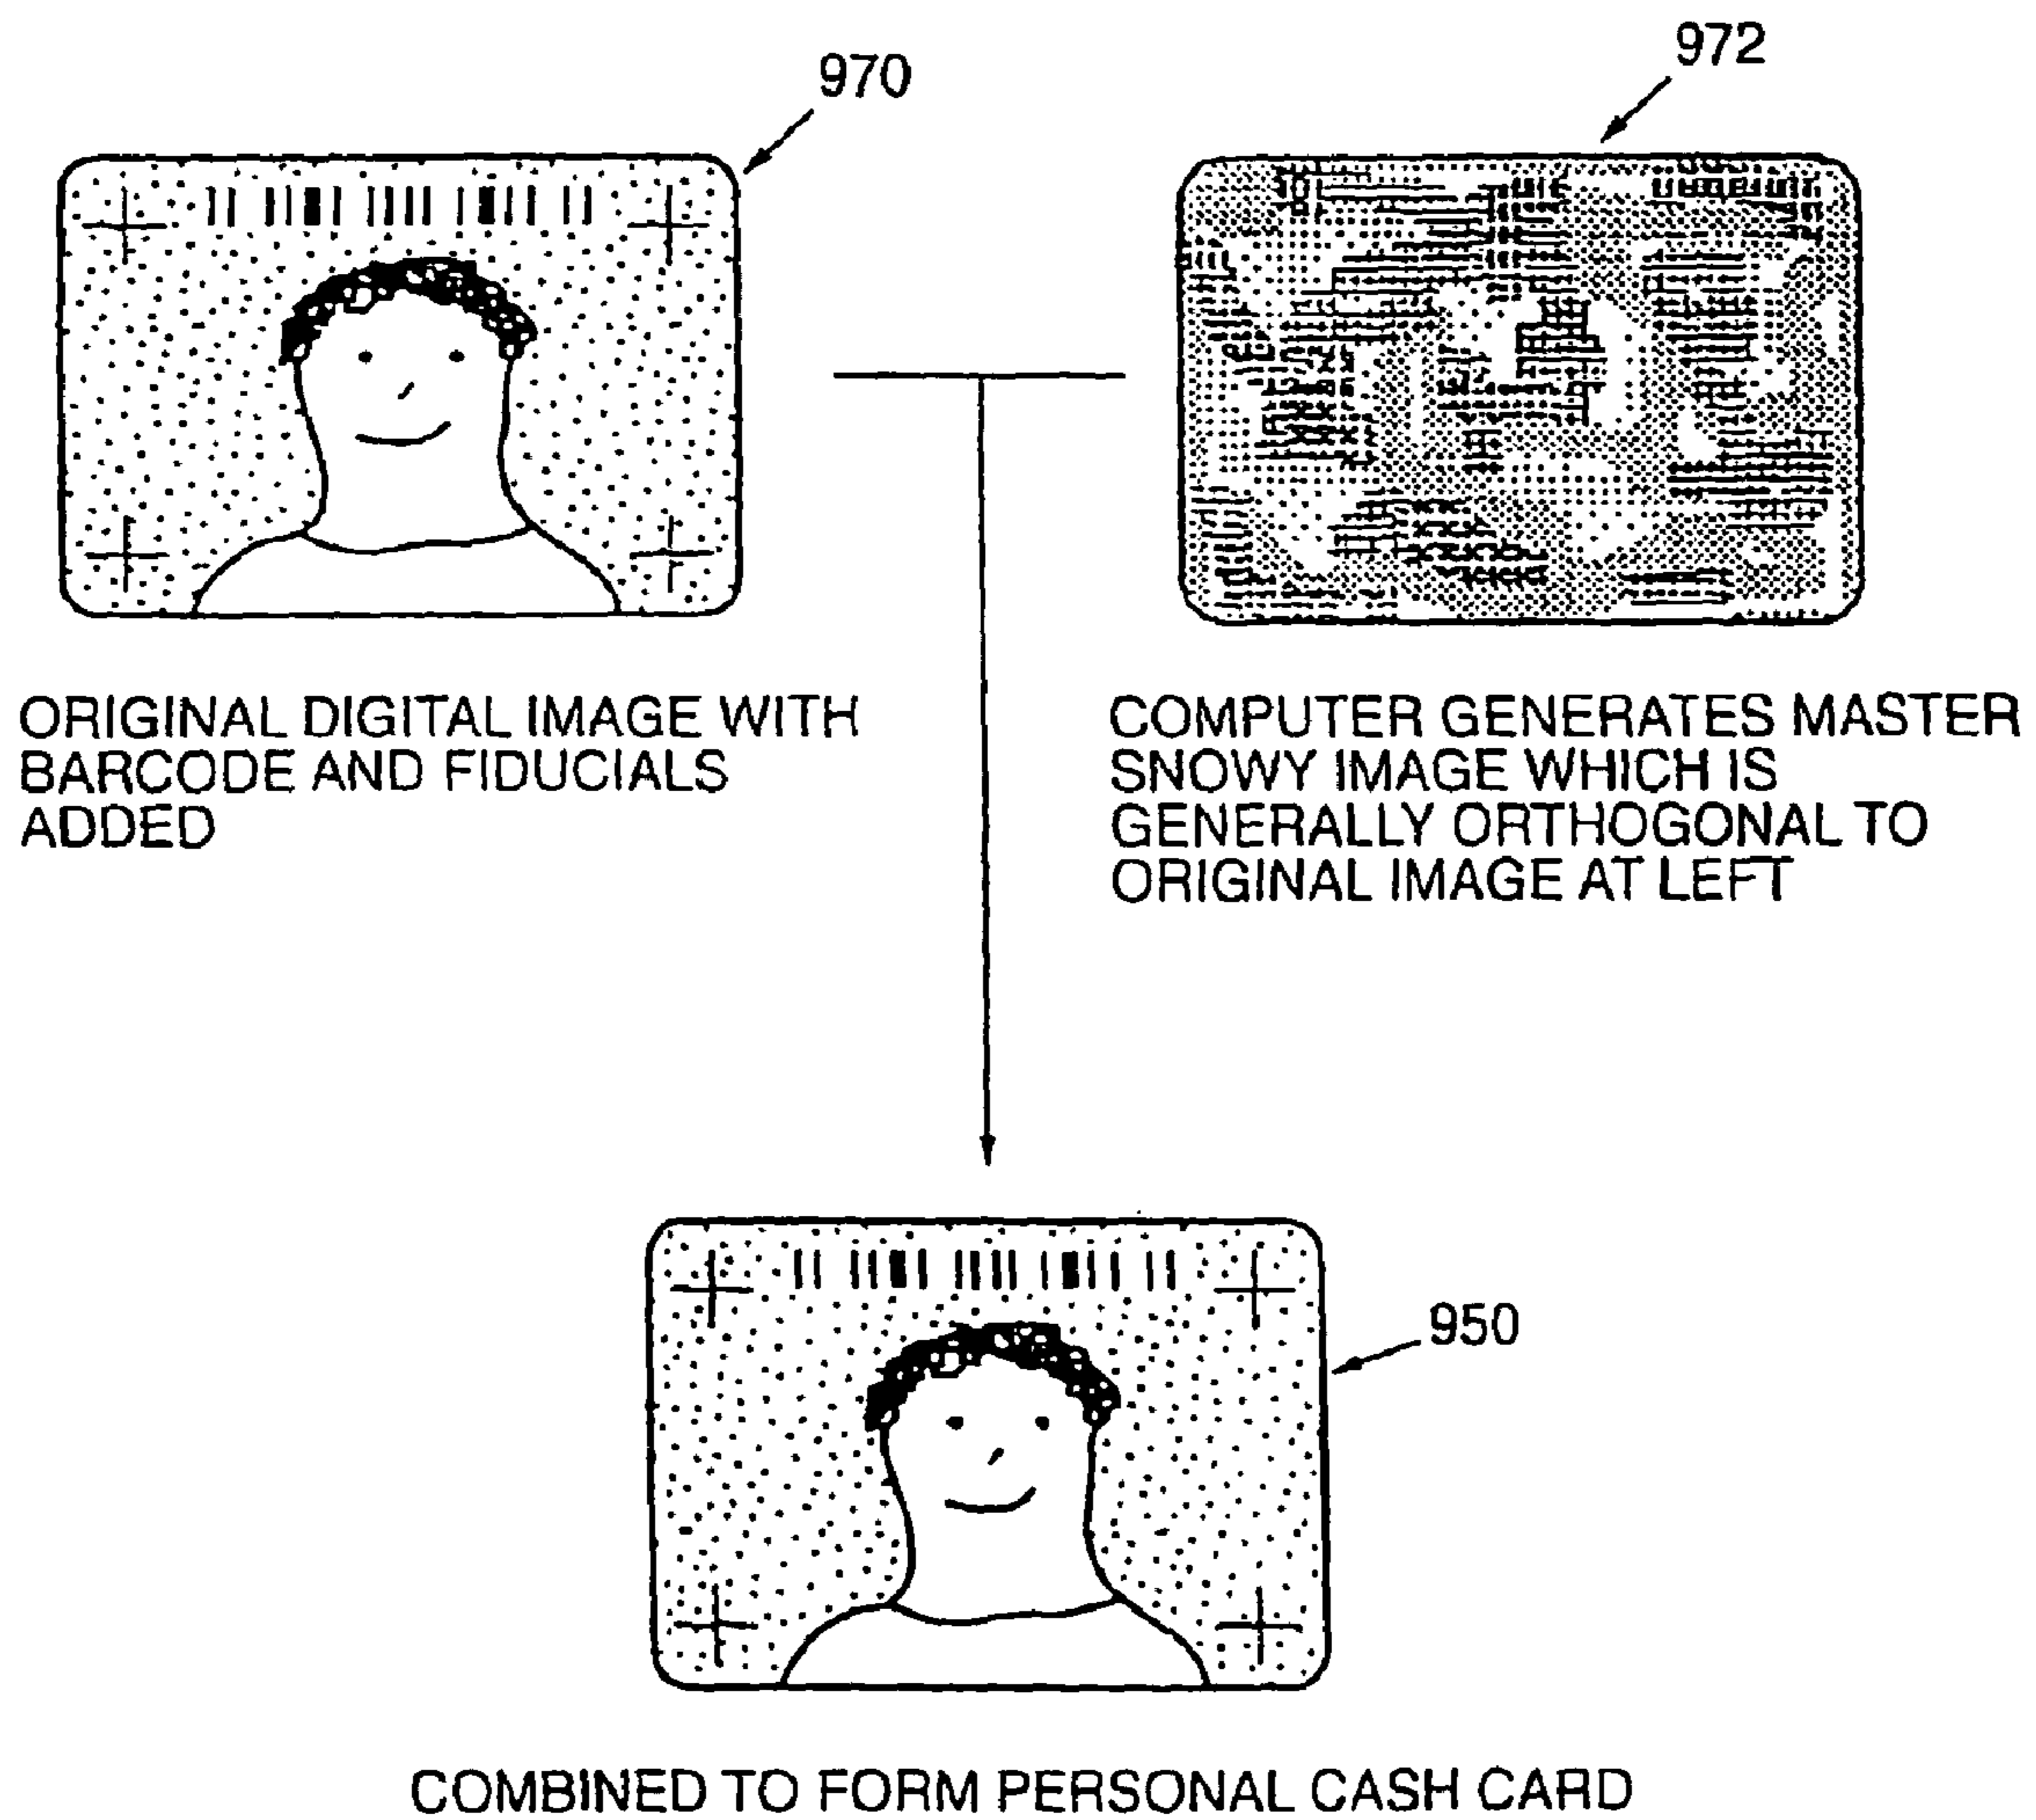 970
972
ORIGINAL DIGITAL IMAGE WITH
BARCODE AND FIDUCIALS
ADDED
COMPUTER GENERATES MASTER
SNOWY IMAGE WHICH IS
GENERALLY ORTHOGONAL TO
ORIGINAL IMAGE AT LEFT
950
COMBINED TO FORM PERSONAL CASH CARD